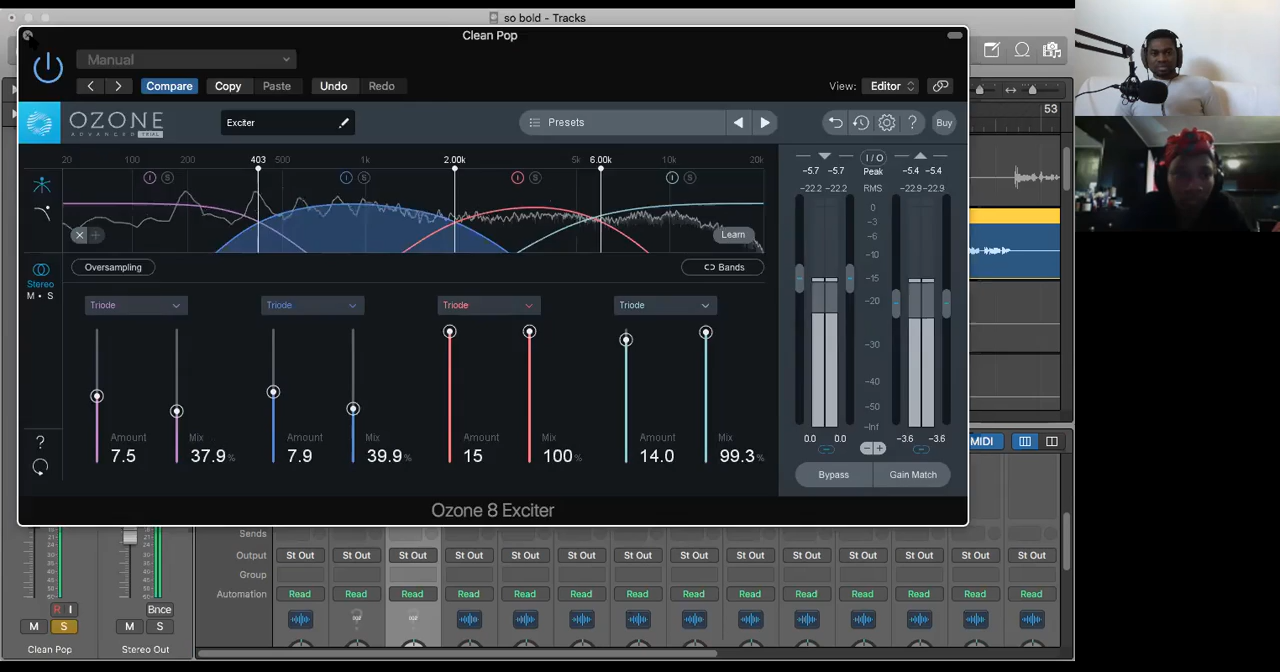 so bold - Tracks
Clean Pop
Manual
Compare Copy Paste Undo Redo View: Editor
OZONE
ADVANCED TRIAL
Exciter
Presets
? Buy
53
20 100 200 403 500 1k 2.00k 5k 6.00k 10k 20k
I S I S I S I S
Learn
Stereo
M • S
Oversampling
Bands
Triode Triode Triode Triode
Amount Mix Amount Mix Amount Mix Amount Mix
7.5 37.9% 7.9 39.9% 15 100% 14.0 99.3%
?
I / O
-5.7 -5.7 Peak -5.4 -5.4
-22.2 -22.2 RMS -22.9 -22.9
0
-3
-6
-10
-15
-20
-30
-40
-50
-Inf
0.0 0.0 -3.6 -3.6
Bypass Gain Match
Ozone 8 Exciter
MIDI
Sends
Output St Out St Out St Out St Out St Out St Out St Out St Out St Out St Out St Out St Out St Out St Out
Group
Automation Read Read Read Read Read Read Read Read Read Read Read Read Read Read
R I Bnce
M S M S
Clean Pop Stereo Out